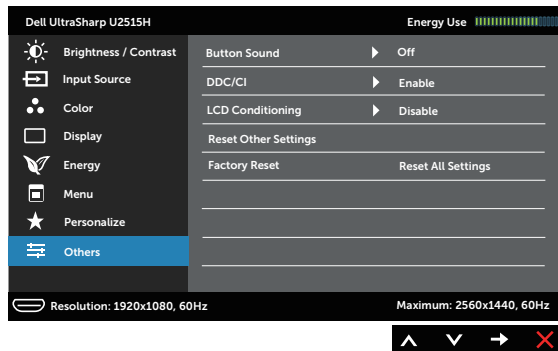 Dell UltraSharp U2515H Energy Use
Brightness / Contrast Button Sound Off
Input Source DDC/CI Enable
Color LCD Conditioning Disable
Display Reset Other Settings
Energy Factory Reset Reset All Settings
Menu
Personalize
Others
Resolution: 1920x1080, 60Hz Maximum: 2560x1440, 60Hz